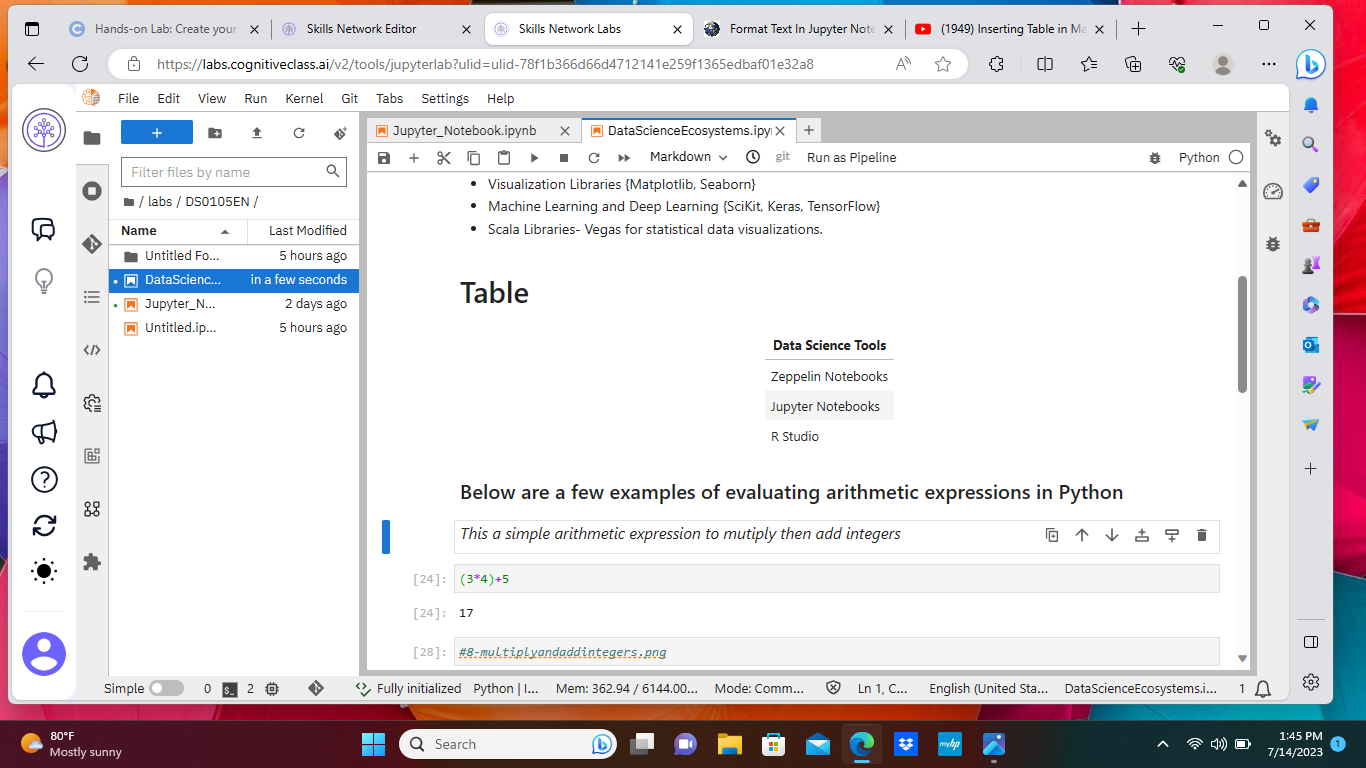 Hands-on Lab: Create your
Skills Network Editor
Skills Network Labs
Format Text In Jupyter Note
(1949) Inserting Table in Ma
https://labs.cognitiveclass.ai/v2/tools/jupyterlab?ulid=ulid-78f1b366d66d4712141e259f1365edbaf01e32a8
File Edit View Run Kernel Git Tabs Settings Help
Jupyter_Notebook.ipynb
DataScienceEcosystems.ipyı
Markdown
git
Run as Pipeline
Python
Filter files by name
/ labs / DS0105EN /
Name Last Modified
Untitled Fo... 5 hours ago
DataScienc... in a few seconds
Jupyter_N... 2 days ago
Untitled.ip... 5 hours ago
• Visualization Libraries {Matplotlib, Seaborn}
• Machine Learning and Deep Learning {SciKit, Keras, TensorFlow}
• Scala Libraries- Vegas for statistical data visualizations.
Table
Data Science Tools
Zeppelin Notebooks
Jupyter Notebooks
R Studio
Below are a few examples of evaluating arithmetic expressions in Python
This a simple arithmetic expression to mutiply then add integers
[24]: (3*4)+5
[24]: 17
[28]: #8-multiplyandaddintegers.png
Simple 0 2 Fully initialized Python | I... Mem: 362.94 / 6144.00... Mode: Comm... Ln 1, C... English (United Sta... DataScienceEcosystems.i... 1
80°F
Mostly sunny
Search
myhp
1:45 PM
7/14/2023
1